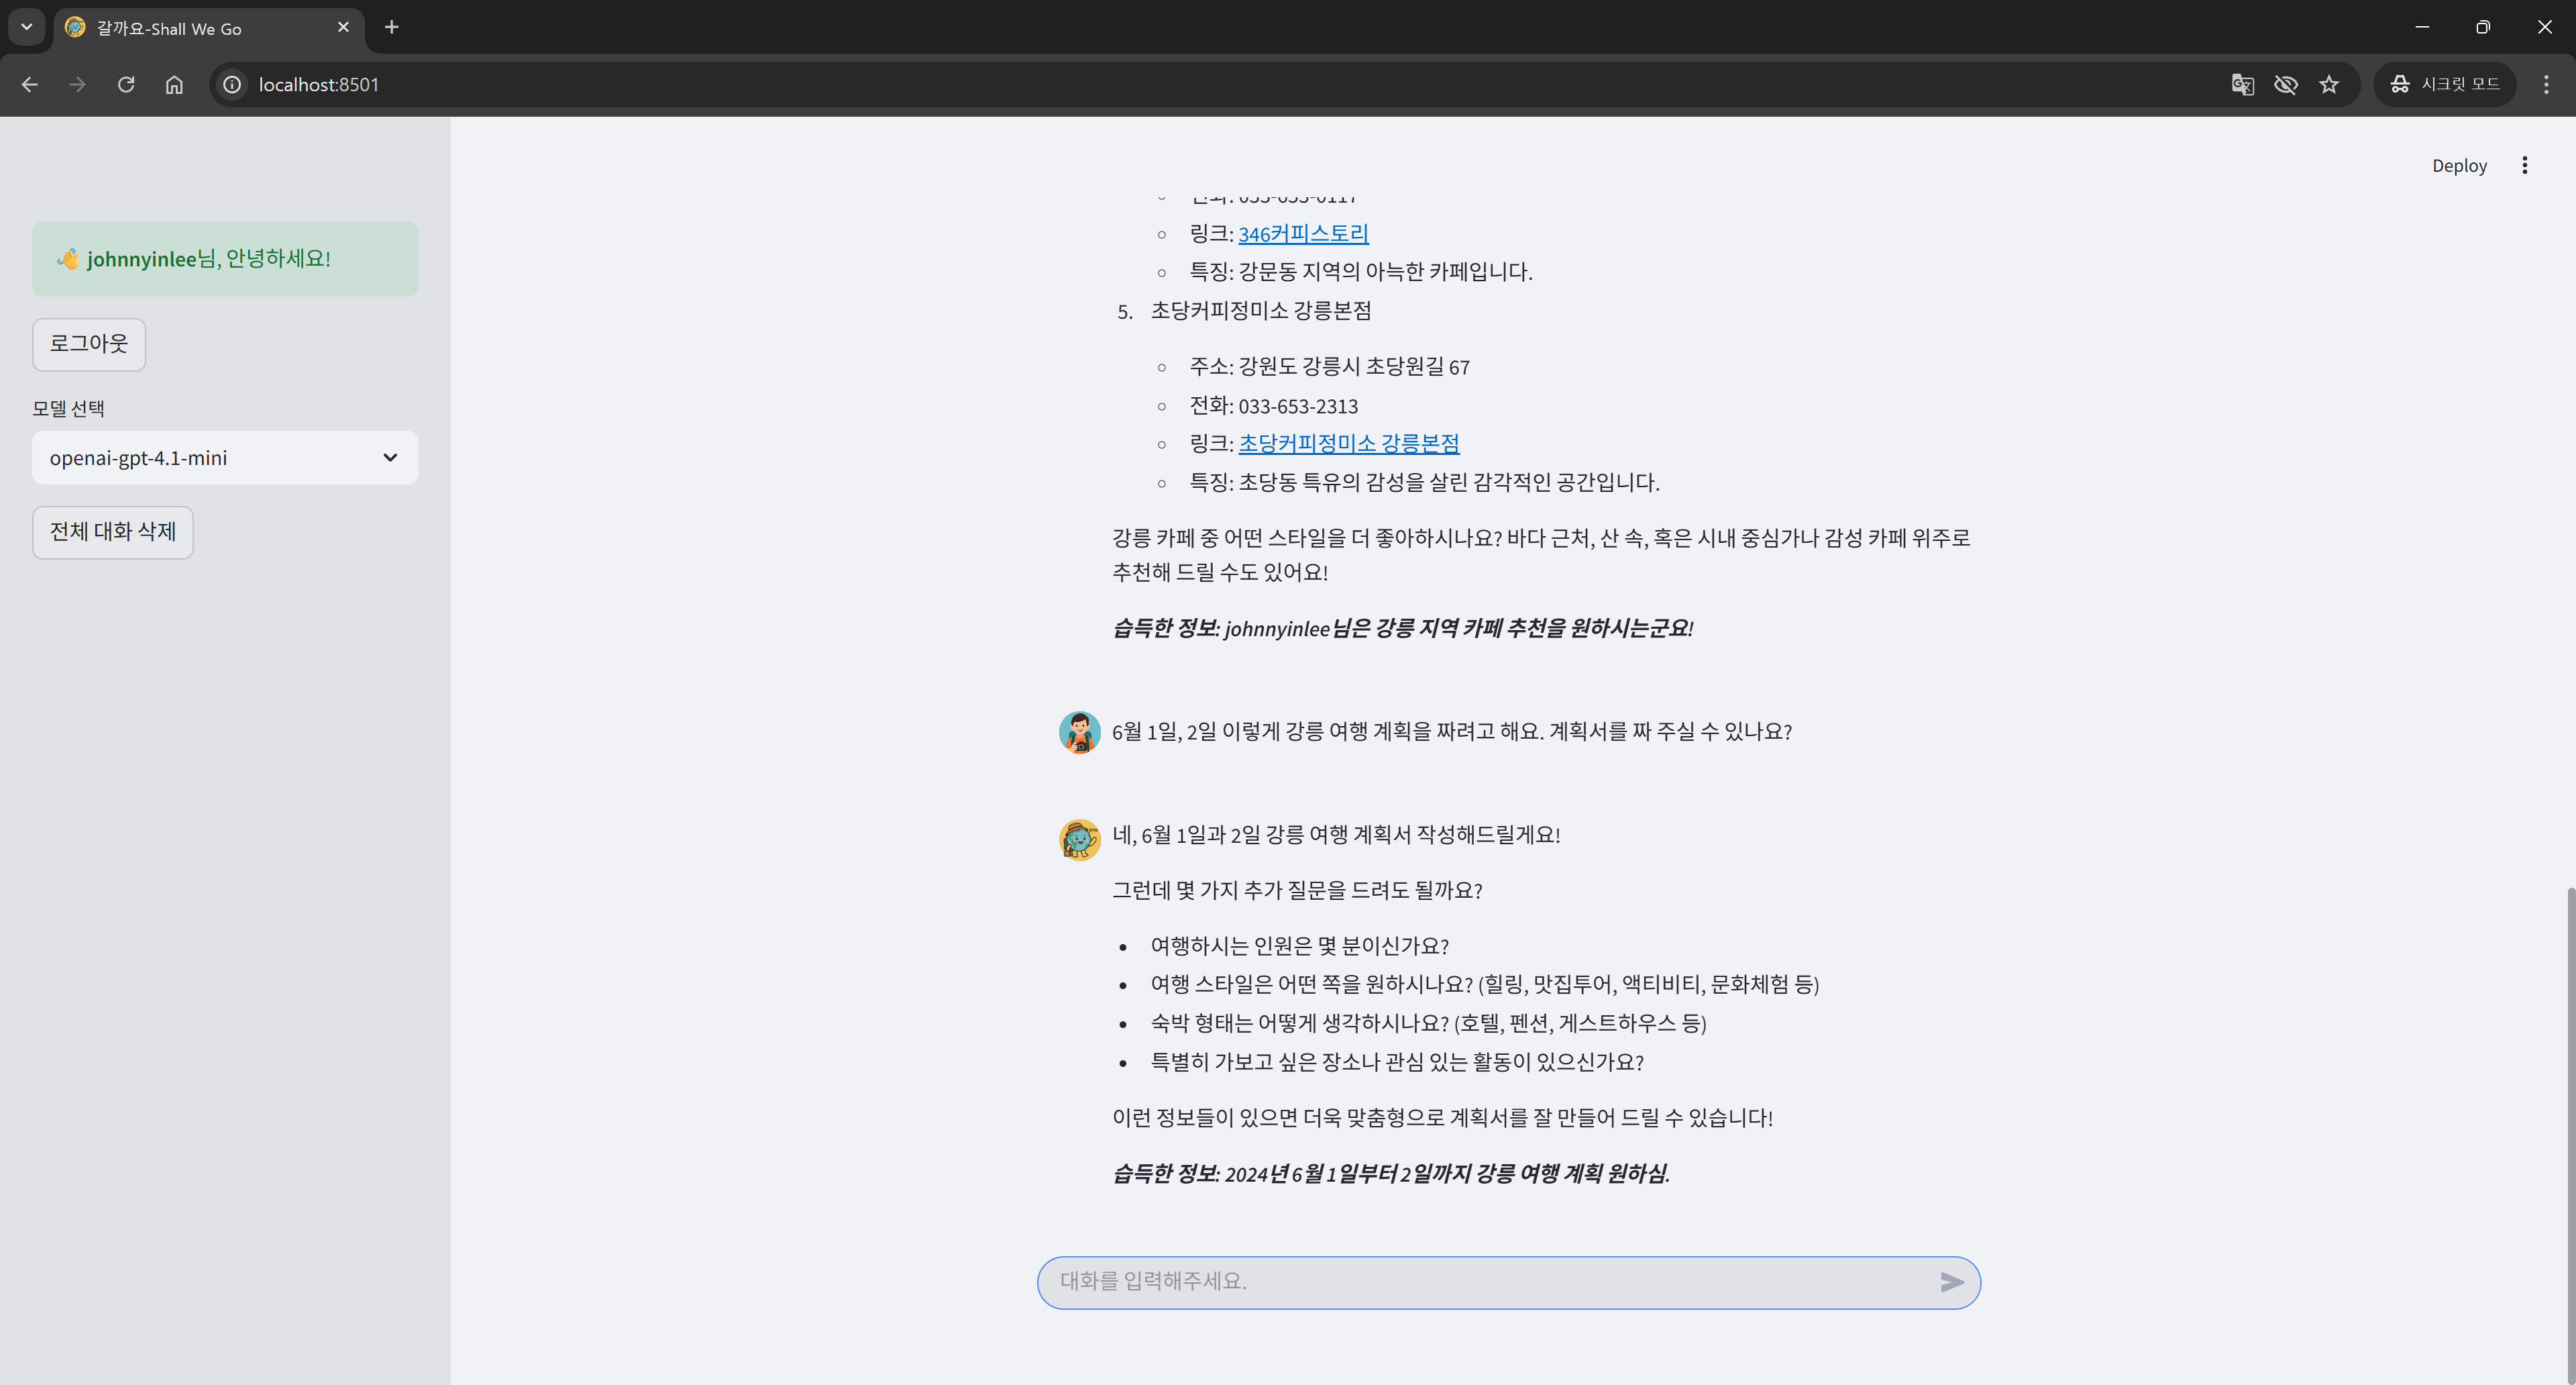 갈까요-Shall We Go
localhost:8501
시크릿 모드
Deploy
👋 johnnyinlee님, 안녕하세요!
로그아웃
모델 선택
openai-gpt-4.1-mini
전체 대화 삭제
링크: 346커피스토리
특징: 강문동 지역의 아늑한 카페입니다.
5. 초당커피정미소 강릉본점
주소: 강원도 강릉시 초당원길 67
전화: 033-653-2313
링크: 초당커피정미소 강릉본점
특징: 초당동 특유의 감성을 살린 감각적인 공간입니다.
강릉 카페 중 어떤 스타일을 더 좋아하시나요? 바다 근처, 산 속, 혹은 시내 중심가나 감성 카페 위주로
추천해 드릴 수도 있어요!
습득한 정보: johnnyinlee님은 강릉 지역 카페 추천을 원하시는군요!
6월 1일, 2일 이렇게 강릉 여행 계획을 짜려고 해요. 계획서를 짜 주실 수 있나요?
네, 6월 1일과 2일 강릉 여행 계획서 작성해드릴게요!
그런데 몇 가지 추가 질문을 드려도 될까요?
여행하시는 인원은 몇 분이신가요?
여행 스타일은 어떤 쪽을 원하시나요? (힐링, 맛집투어, 액티비티, 문화체험 등)
숙박 형태는 어떻게 생각하시나요? (호텔, 펜션, 게스트하우스 등)
특별히 가보고 싶은 장소나 관심 있는 활동이 있으신가요?
이런 정보들이 있으면 더욱 맞춤형으로 계획서를 잘 만들어 드릴 수 있습니다!
습득한 정보: 2024년 6월 1일부터 2일까지 강릉 여행 계획 원하심.
대화를 입력해주세요.